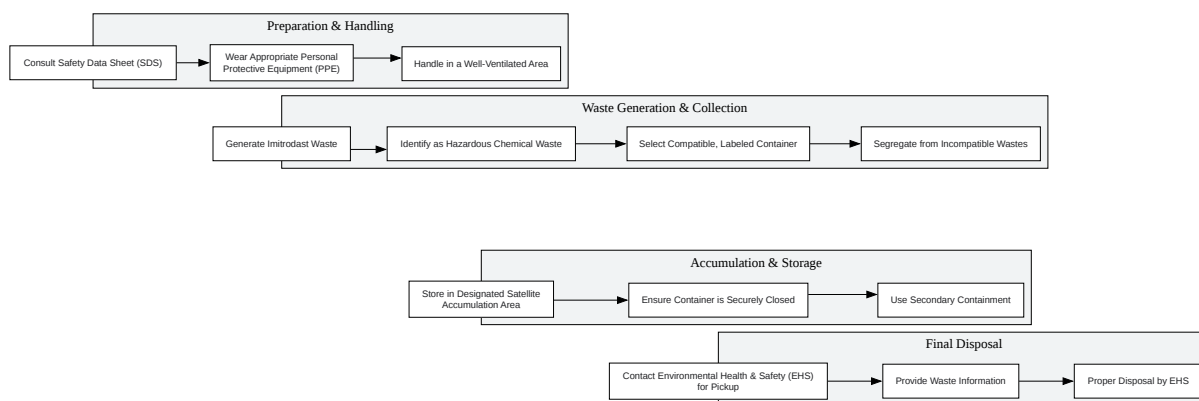 Preparation & Handling
Consult Safety Data Sheet (SDS)
Wear Appropriate Personal
Protective Equipment (PPE)
Handle in a Well-Ventilated Area
Waste Generation & Collection
Generate Imitrodast Waste
Identify as Hazardous Chemical Waste
Select Compatible, Labeled Container
Segregate from Incompatible Wastes
Accumulation & Storage
Store in Designated Satellite
Accumulation Area
Ensure Container is Securely Closed
Use Secondary Containment
Final Disposal
Contact Environmental Health & Safety (EHS)
for Pickup
Provide Waste Information
Proper Disposal by EHS